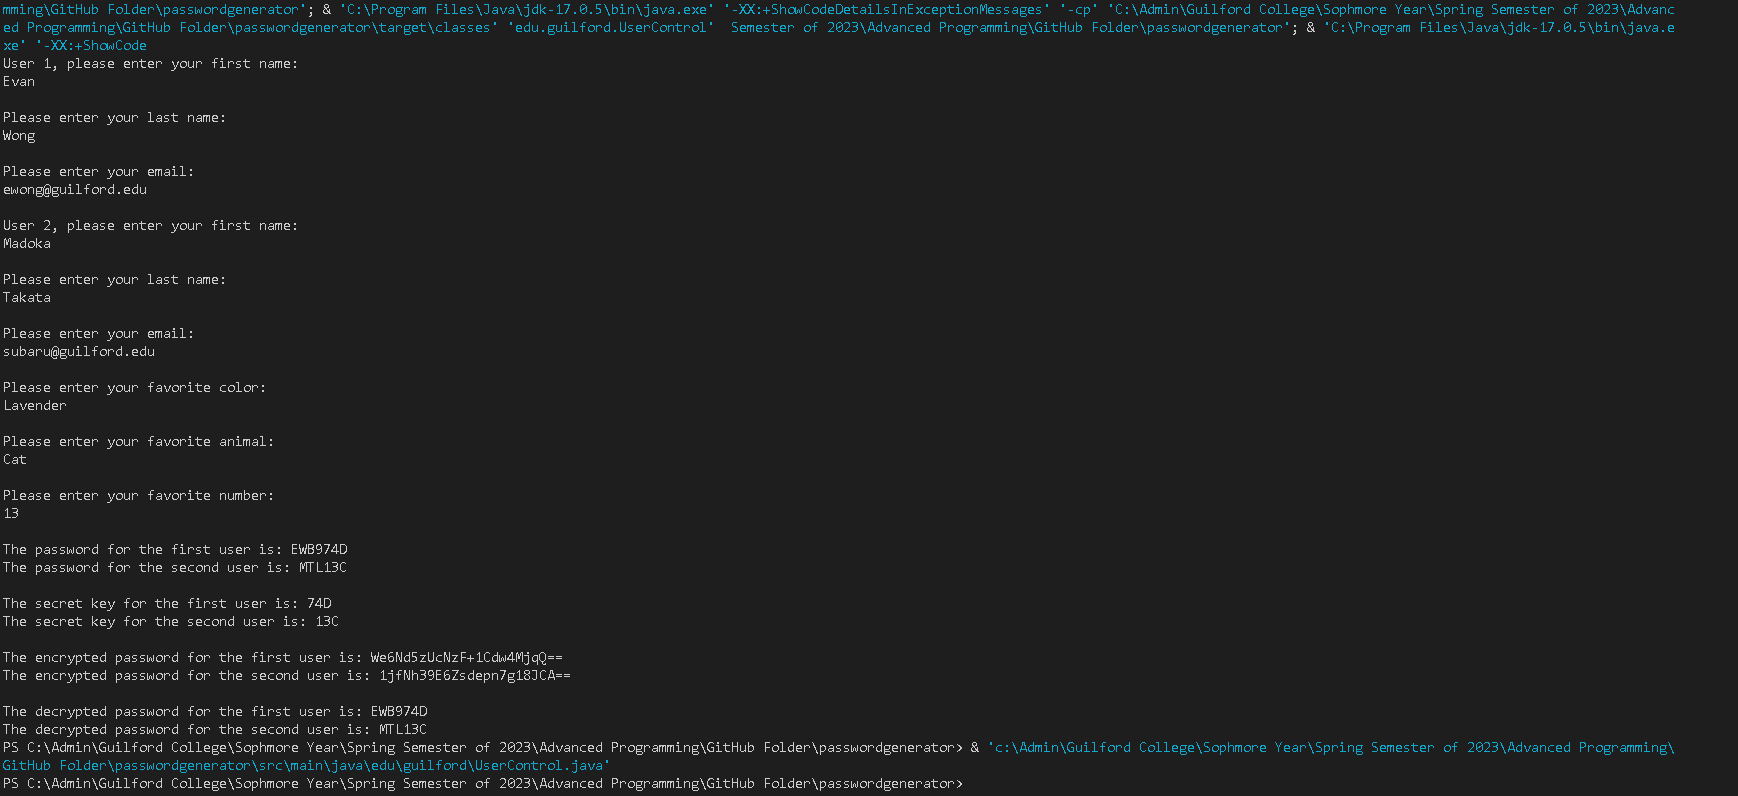 mming\GitHub Folder\passwordgenerator'; & 'C:\Program Files\Java\jdk-17.0.5\bin\java.exe' '-XX:+ShowCodeDetailsInExceptionMessages' '-cp' 'C:\Admin\Guilford College\Sophmore Year\Spring Semester of 2023\Advanc
ed Programming\GitHub Folder\passwordgenerator\target\classes' 'edu.guilford.UserControl'  Semester of 2023\Advanced Programming\GitHub Folder\passwordgenerator'; & 'C:\Program Files\Java\jdk-17.0.5\bin\java.e
xe' '-XX:+ShowCode
User 1, please enter your first name:
Evan
Please enter your last name:
Wong
Please enter your email:
ewong@guilford.edu
User 2, please enter your first name:
Madoka
Please enter your last name:
Takata
Please enter your email:
subaru@guilford.edu
Please enter your favorite color:
Lavender
Please enter your favorite animal:
Cat
Please enter your favorite number:
13
The password for the first user is: EWB974D
The password for the second user is: MTL13C
The secret key for the first user is: 74D
The secret key for the second user is: 13C
The encrypted password for the first user is: We6Nd5zUcNzF+1Cdw4MjqQ==
The encrypted password for the second user is: 1jfNh39E6Zsdepn7g18JCA==
The decrypted password for the first user is: EWB974D
The decrypted password for the second user is: MTL13C
PS C:\Admin\Guilford College\Sophmore Year\Spring Semester of 2023\Advanced Programming\GitHub Folder\passwordgenerator> & 'c:\Admin\Guilford College\Sophmore Year\Spring Semester of 2023\Advanced Programming\
GitHub Folder\passwordgenerator\src\main\java\edu\guilford\UserControl.java'
PS C:\Admin\Guilford College\Sophmore Year\Spring Semester of 2023\Advanced Programming\GitHub Folder\passwordgenerator>